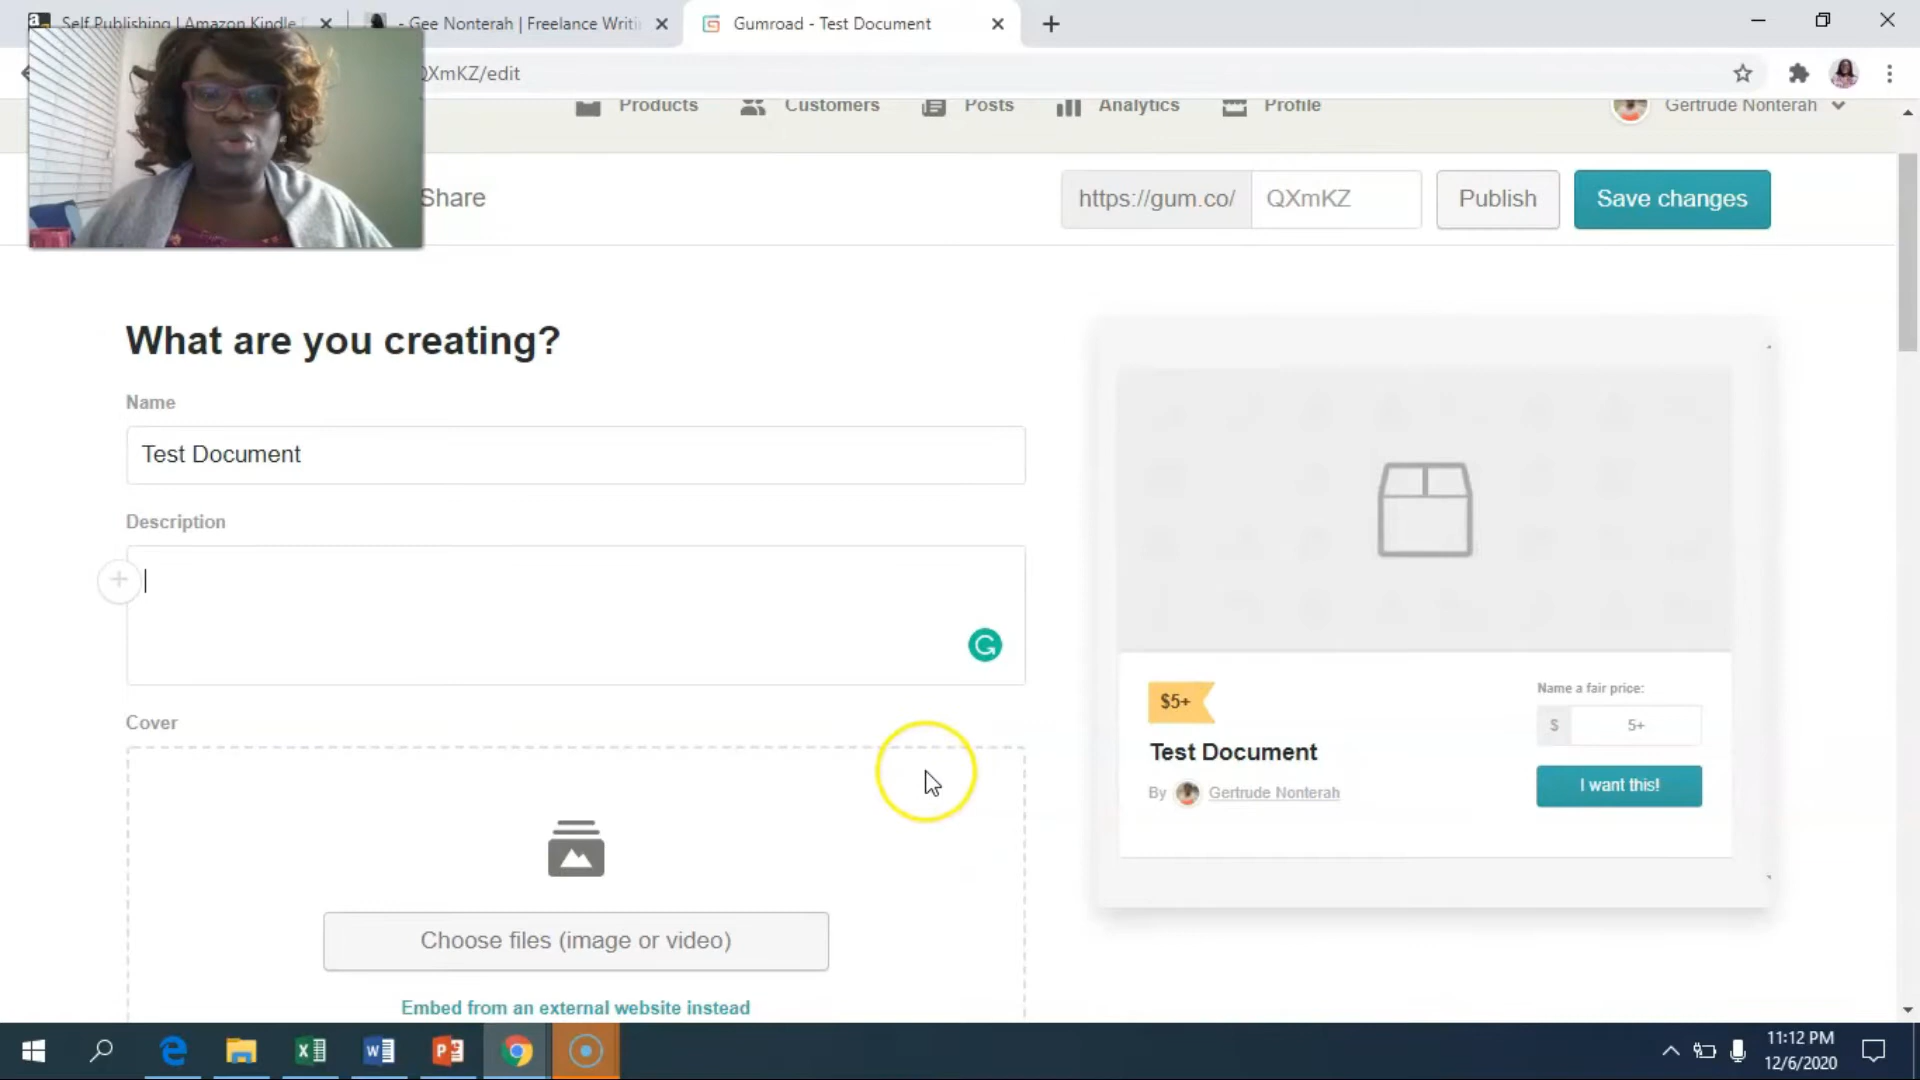 Self Publishing | Amazon Kindle
- Gee Nonterah | Freelance Writi
Gumroad - Test Document
QXmKZ/edit
Products
Customers
Posts
Analytics
Profile
Gertrude Nonterah
Share
https://gum.co/
QXmKZ
Publish
Save changes
What are you creating?
Name
Test Document
Description
Cover
Choose files (image or video)
Embed from an external website instead
$5+
Name a fair price:
$
5+
Test Document
I want this!
By
Gertrude Nonterah
11:12 PM
12/6/2020